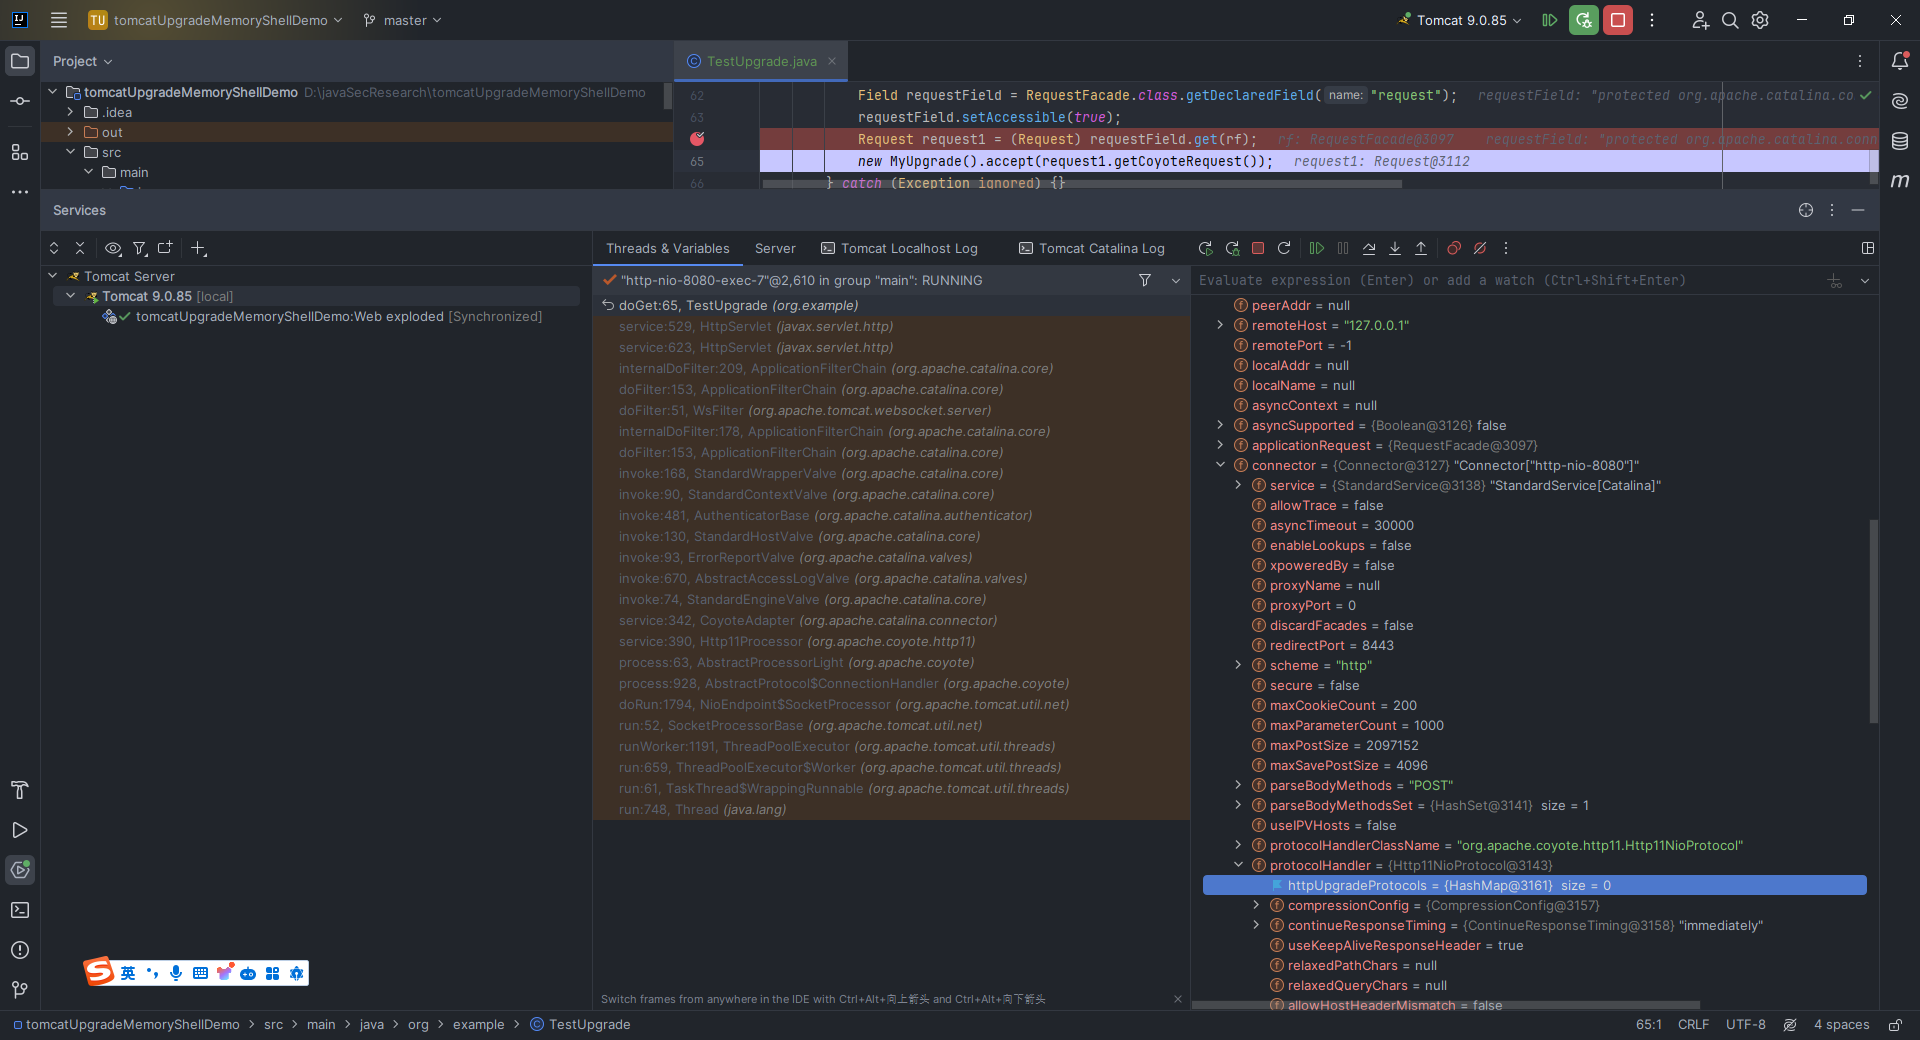 TU tomcatUpgradeMemoryShellDemo master Tomcat 9.0.85
Project
TestUpgrade.java
tomcatUpgradeMemoryShellDemo D:\javaSecResearch\tomcatUpgradeMemoryShellDemo
.idea
out
src
main
62 Field requestField = RequestFacade.class.getDeclaredField( name: "request"); requestField: "protected org.apache.catalina.co
63 requestField.setAccessible(true);
Request request1 = (Request) requestField.get(rf); rf: RequestFacade@3097 requestField: "protected org.apache.catalina.conn
65 new MyUpgrade().accept(request1.getCoyoteRequest()); request1: Request@3112
66 } catch (Exception ignored) {}
Services
Tomcat Server
Tomcat 9.0.85 [local]
tomcatUpgradeMemoryShellDemo:Web exploded [Synchronized]
Threads & Variables Server Tomcat Localhost Log Tomcat Catalina Log
"http-nio-8080-exec-7"@2,610 in group "main": RUNNING
doGet:65, TestUpgrade (org.example)
service:529, HttpServlet (javax.servlet.http)
service:623, HttpServlet (javax.servlet.http)
internalDoFilter:209, ApplicationFilterChain (org.apache.catalina.core)
doFilter:153, ApplicationFilterChain (org.apache.catalina.core)
doFilter:51, WsFilter (org.apache.tomcat.websocket.server)
internalDoFilter:178, ApplicationFilterChain (org.apache.catalina.core)
doFilter:153, ApplicationFilterChain (org.apache.catalina.core)
invoke:168, StandardWrapperValve (org.apache.catalina.core)
invoke:90, StandardContextValve (org.apache.catalina.core)
invoke:481, AuthenticatorBase (org.apache.catalina.authenticator)
invoke:130, StandardHostValve (org.apache.catalina.core)
invoke:93, ErrorReportValve (org.apache.catalina.valves)
invoke:670, AbstractAccessLogValve (org.apache.catalina.valves)
invoke:74, StandardEngineValve (org.apache.catalina.core)
service:342, CoyoteAdapter (org.apache.catalina.connector)
service:390, Http11Processor (org.apache.coyote.http11)
process:63, AbstractProcessorLight (org.apache.coyote)
process:928, AbstractProtocol$ConnectionHandler (org.apache.coyote)
doRun:1794, NioEndpoint$SocketProcessor (org.apache.tomcat.util.net)
run:52, SocketProcessorBase (org.apache.tomcat.util.net)
runWorker:1191, ThreadPoolExecutor (org.apache.tomcat.util.threads)
run:659, ThreadPoolExecutor$Worker (org.apache.tomcat.util.threads)
run:61, TaskThread$WrappingRunnable (org.apache.tomcat.util.threads)
run:748, Thread (java.lang)
Switch frames from anywhere in the IDE with Ctrl+Alt+向上箭头 and Ctrl+Alt+向下箭头
Evaluate expression (Enter) or add a watch (Ctrl+Shift+Enter)
peerAddr = null
remoteHost = "127.0.0.1"
remotePort = -1
localAddr = null
localName = null
asyncContext = null
asyncSupported = {Boolean@3126} false
applicationRequest = {RequestFacade@3097}
connector = {Connector@3127} "Connector["http-nio-8080"]"
service = {StandardService@3138} "StandardService[Catalina]"
allowTrace = false
asyncTimeout = 30000
enableLookups = false
xpoweredBy = false
proxyName = null
proxyPort = 0
discardFacades = false
redirectPort = 8443
scheme = "http"
secure = false
maxCookieCount = 200
maxParameterCount = 1000
maxPostSize = 2097152
maxSavePostSize = 4096
parseBodyMethods = "POST"
parseBodyMethodsSet = {HashSet@3141} size = 1
useIPVHosts = false
protocolHandlerClassName = "org.apache.coyote.http11.Http11NioProtocol"
protocolHandler = {Http11NioProtocol@3143}
httpUpgradeProtocols = {HashMap@3161} size = 0
compressionConfig = {CompressionConfig@3157}
continueResponseTiming = {ContinueResponseTiming@3158} "immediately"
useKeepAliveResponseHeader = true
relaxedPathChars = null
relaxedQueryChars = null
allowHostHeaderMismatch = false
S 英
tomcatUpgradeMemoryShellDemo > src > main > java > org > example > TestUpgrade 65:1 CRLF UTF-8 4 spaces